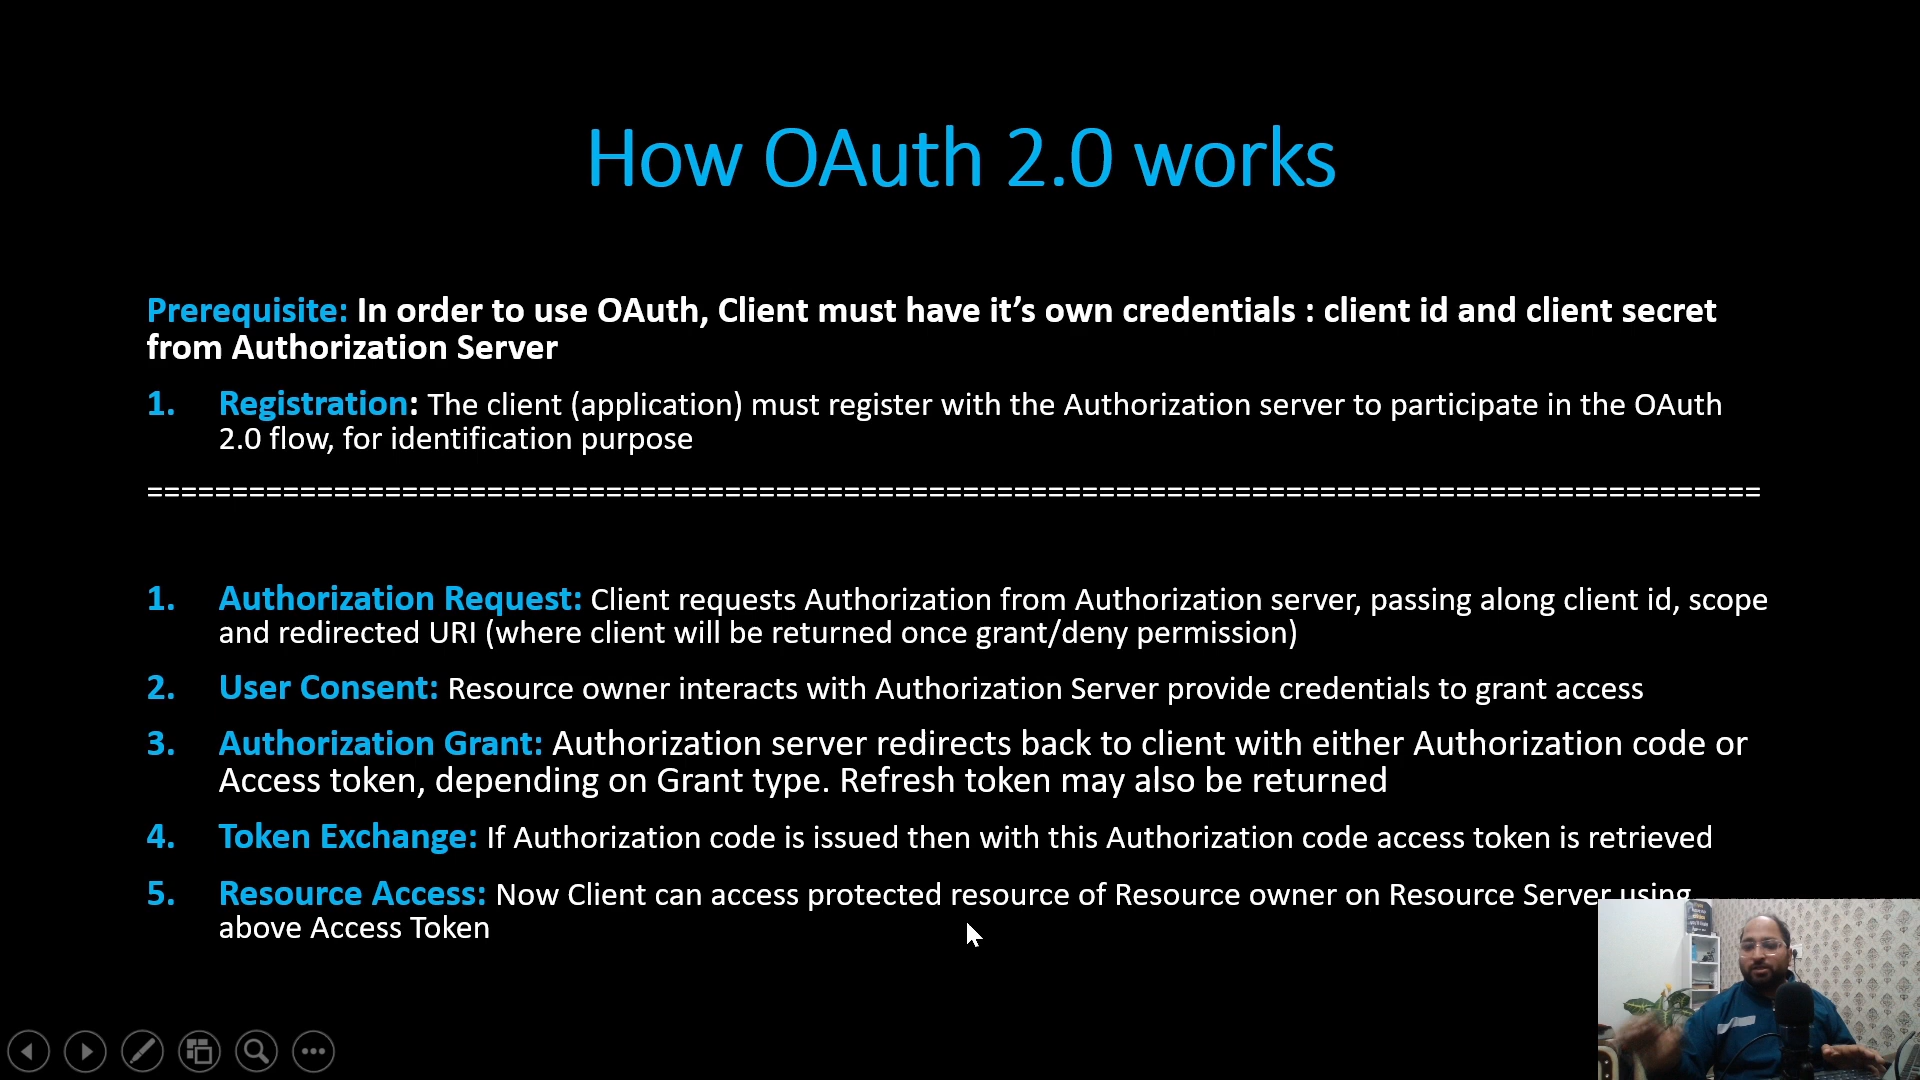 How OAuth 2.0 works
Prerequisite: In order to use OAuth, Client must have it’s own credentials : client id and client secret
from Authorization Server
1. Registration: The client (application) must register with the Authorization server to participate in the OAuth
2.0 flow, for identification purpose
===============================================================================================
1. Authorization Request: Client requests Authorization from Authorization server, passing along client id, scope
and redirected URI (where client will be returned once grant/deny permission)
2. User Consent: Resource owner interacts with Authorization Server provide credentials to grant access
3. Authorization Grant: Authorization server redirects back to client with either Authorization code or
Access token, depending on Grant type. Refresh token may also be returned
4. Token Exchange: If Authorization code is issued then with this Authorization code access token is retrieved
5. Resource Access: Now Client can access protected resource of Resource owner on Resource Server using
above Access Token